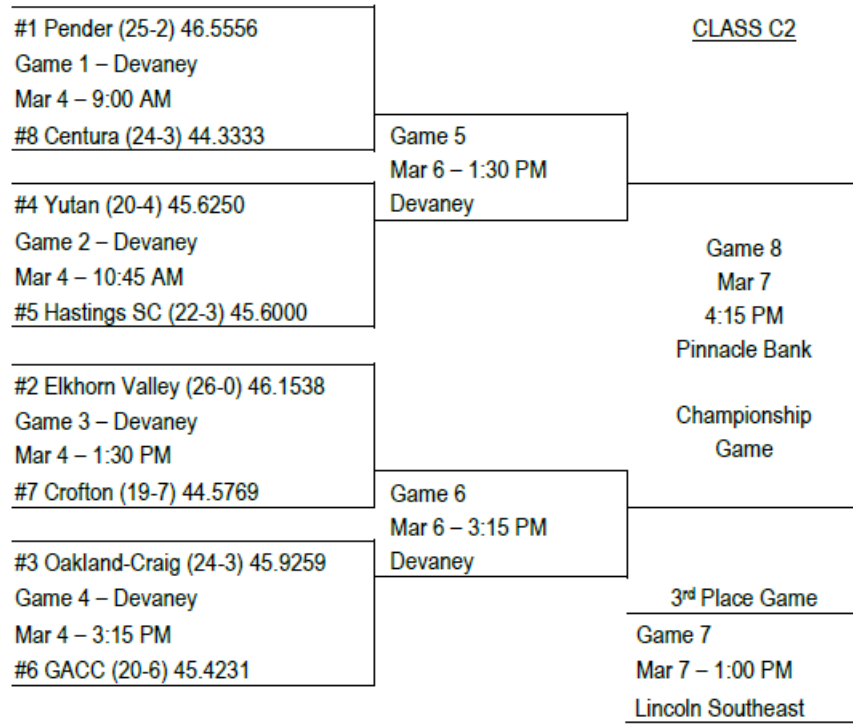 #1 Pender (25-2) 46.5556
Game 1 – Devaney
Mar 4 – 9:00 AM
#8 Centura (24-3) 44.3333
#4 Yutan (20-4) 45.6250
Game 2 – Devaney
Mar 4 – 10:45 AM
#5 Hastings SC (22-3) 45.6000
#2 Elkhorn Valley (26-0) 46.1538
Game 3 – Devaney
Mar 4 – 1:30 PM
#7 Crofton (19-7) 44.5769
#3 Oakland-Craig (24-3) 45.9259
Game 4 – Devaney
Mar 4 – 3:15 PM
#6 GACC (20-6) 45.4231
Game 5
Mar 6 – 1:30 PM
Devaney
Game 6
Mar 6 – 3:15 PM
Devaney
CLASS C2
Game 8
Mar 7
4:15 PM
Pinnacle Bank
Championship
Game
3rd Place Game
Game 7
Mar 7 – 1:00 PM
Lincoln Southeast